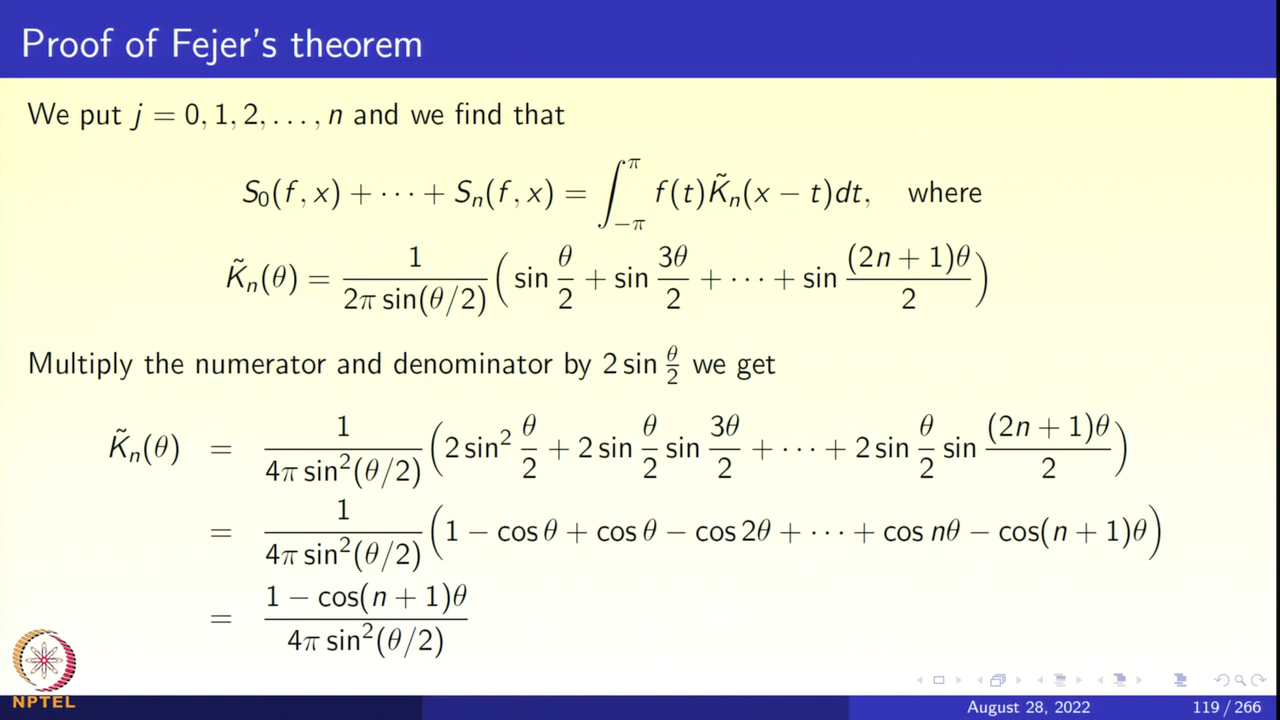 Proof of Fejer's theorem
We put j = 0, 1, 2, . . . , n and we find that
S₀(f, x) + · · · + Sₙ(f, x) = ∫_{−π}^{π} f(t)K̃ₙ(x − t)dt, where
K̃ₙ(θ) = 1/(2π sin(θ/2)) ( sin θ/2 + sin 3θ/2 + · · · + sin (2n + 1)θ/2 )
Multiply the numerator and denominator by 2 sin θ/2 we get
K̃ₙ(θ) = 1/(4π sin²(θ/2)) ( 2 sin² θ/2 + 2 sin θ/2 sin 3θ/2 + · · · + 2 sin θ/2 sin (2n + 1)θ/2 )
= 1/(4π sin²(θ/2)) ( 1 − cos θ + cos θ − cos 2θ + · · · + cos nθ − cos(n + 1)θ )
= (1 − cos(n + 1)θ)/(4π sin²(θ/2))
NPTEL
August 28, 2022 119 / 266